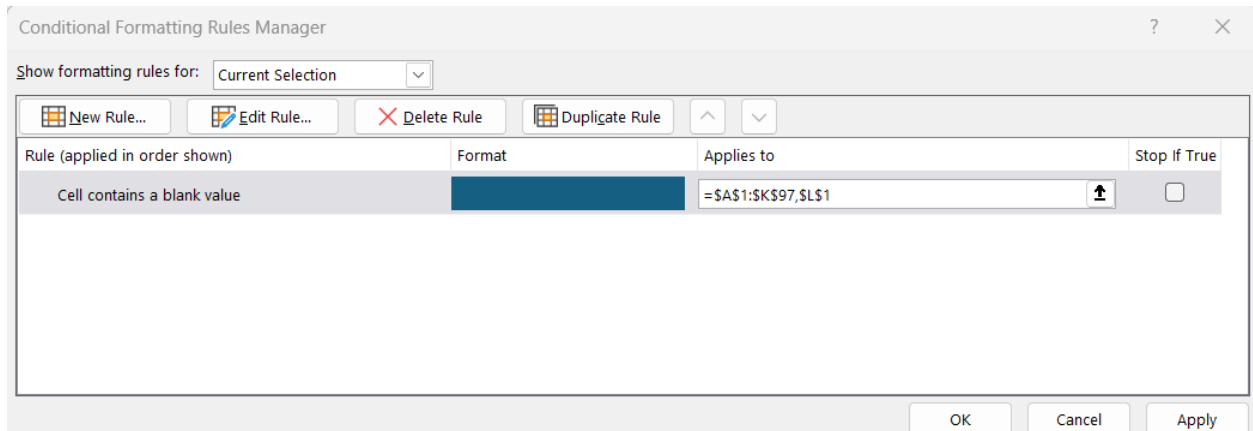 Conditional Formatting Rules Manager ?
Show formatting rules for: Current Selection
New Rule... Edit Rule... Delete Rule Duplicate Rule
Rule (applied in order shown) Format Applies to Stop If True
Cell contains a blank value =$A$1:$K$97,$L$1
OK Cancel Apply